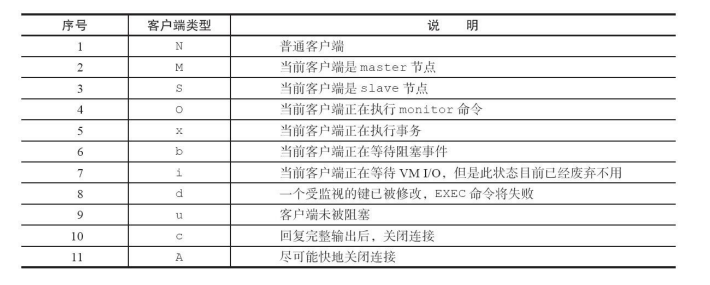 序号 客户端类型 说 明
1 N 普通客户端
2 M 当前客户端是 master 节点
3 S 当前客户端是 slave 节点
4 O 当前客户端正在执行 monitor 命令
5 x 当前客户端正在执行事务
6 b 当前客户端正在等待阻塞事件
7 i 当前客户端正在等待 VM I/O，但是此状态目前已经废弃不用
8 d 一个受监视的键已被修改，EXEC 命令将失败
9 u 客户端未被阻塞
10 c 回复完整输出后，关闭连接
11 A 尽可能快地关闭连接